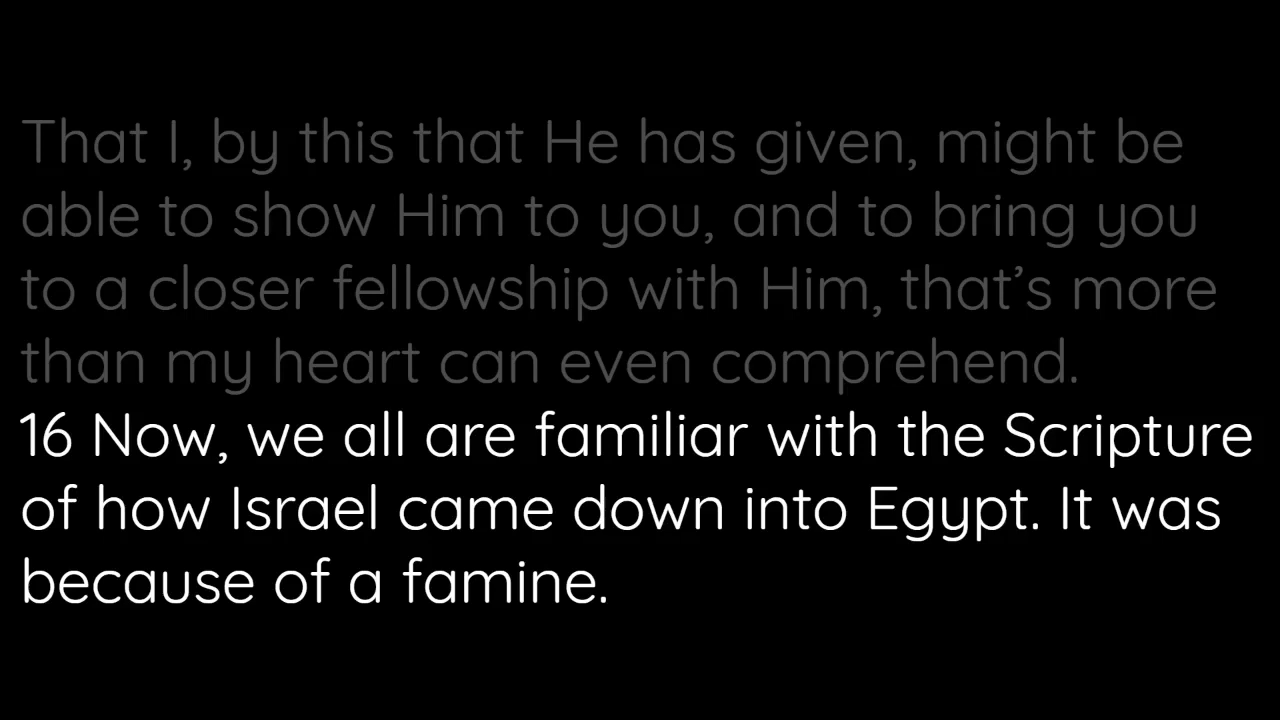 That I, by this that He has given, might be
able to show Him to you, and to bring you
to a closer fellowship with Him, that’s more
than my heart can even comprehend.
16 Now, we all are familiar with the Scripture
of how Israel came down into Egypt. It was
because of a famine.